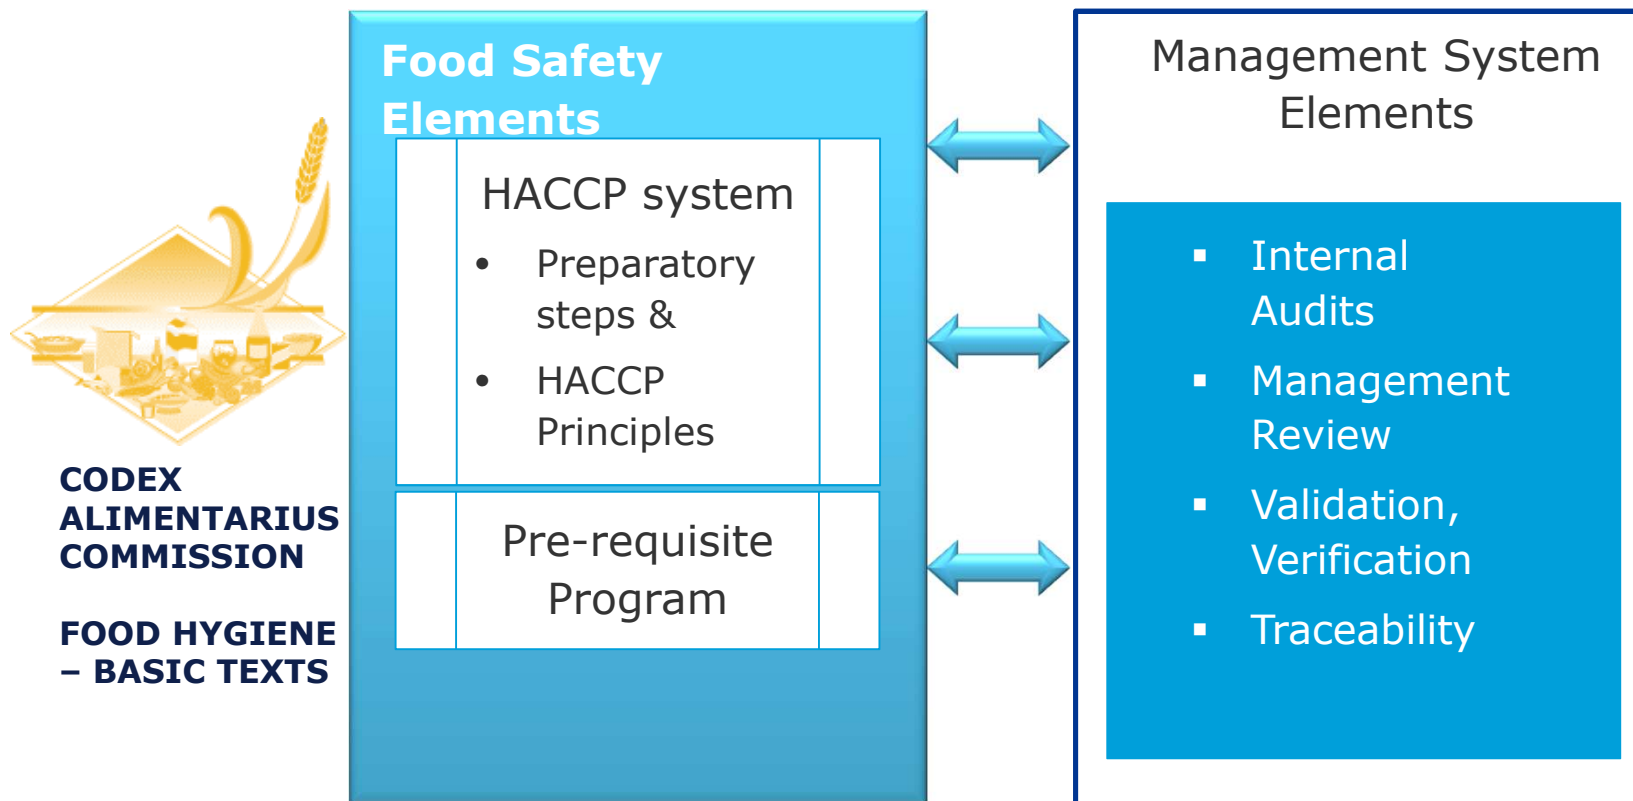 CODEX
ALIMENTARIUS
COMMISSION
FOOD HYGIENE
– BASIC TEXTS
Food Safety
Elements
HACCP system
• Preparatory
steps &
• HACCP
Principles
Pre-requisite
Program
Management System
Elements
▪ Internal
Audits
▪ Management
Review
▪ Validation,
Verification
▪ Traceability